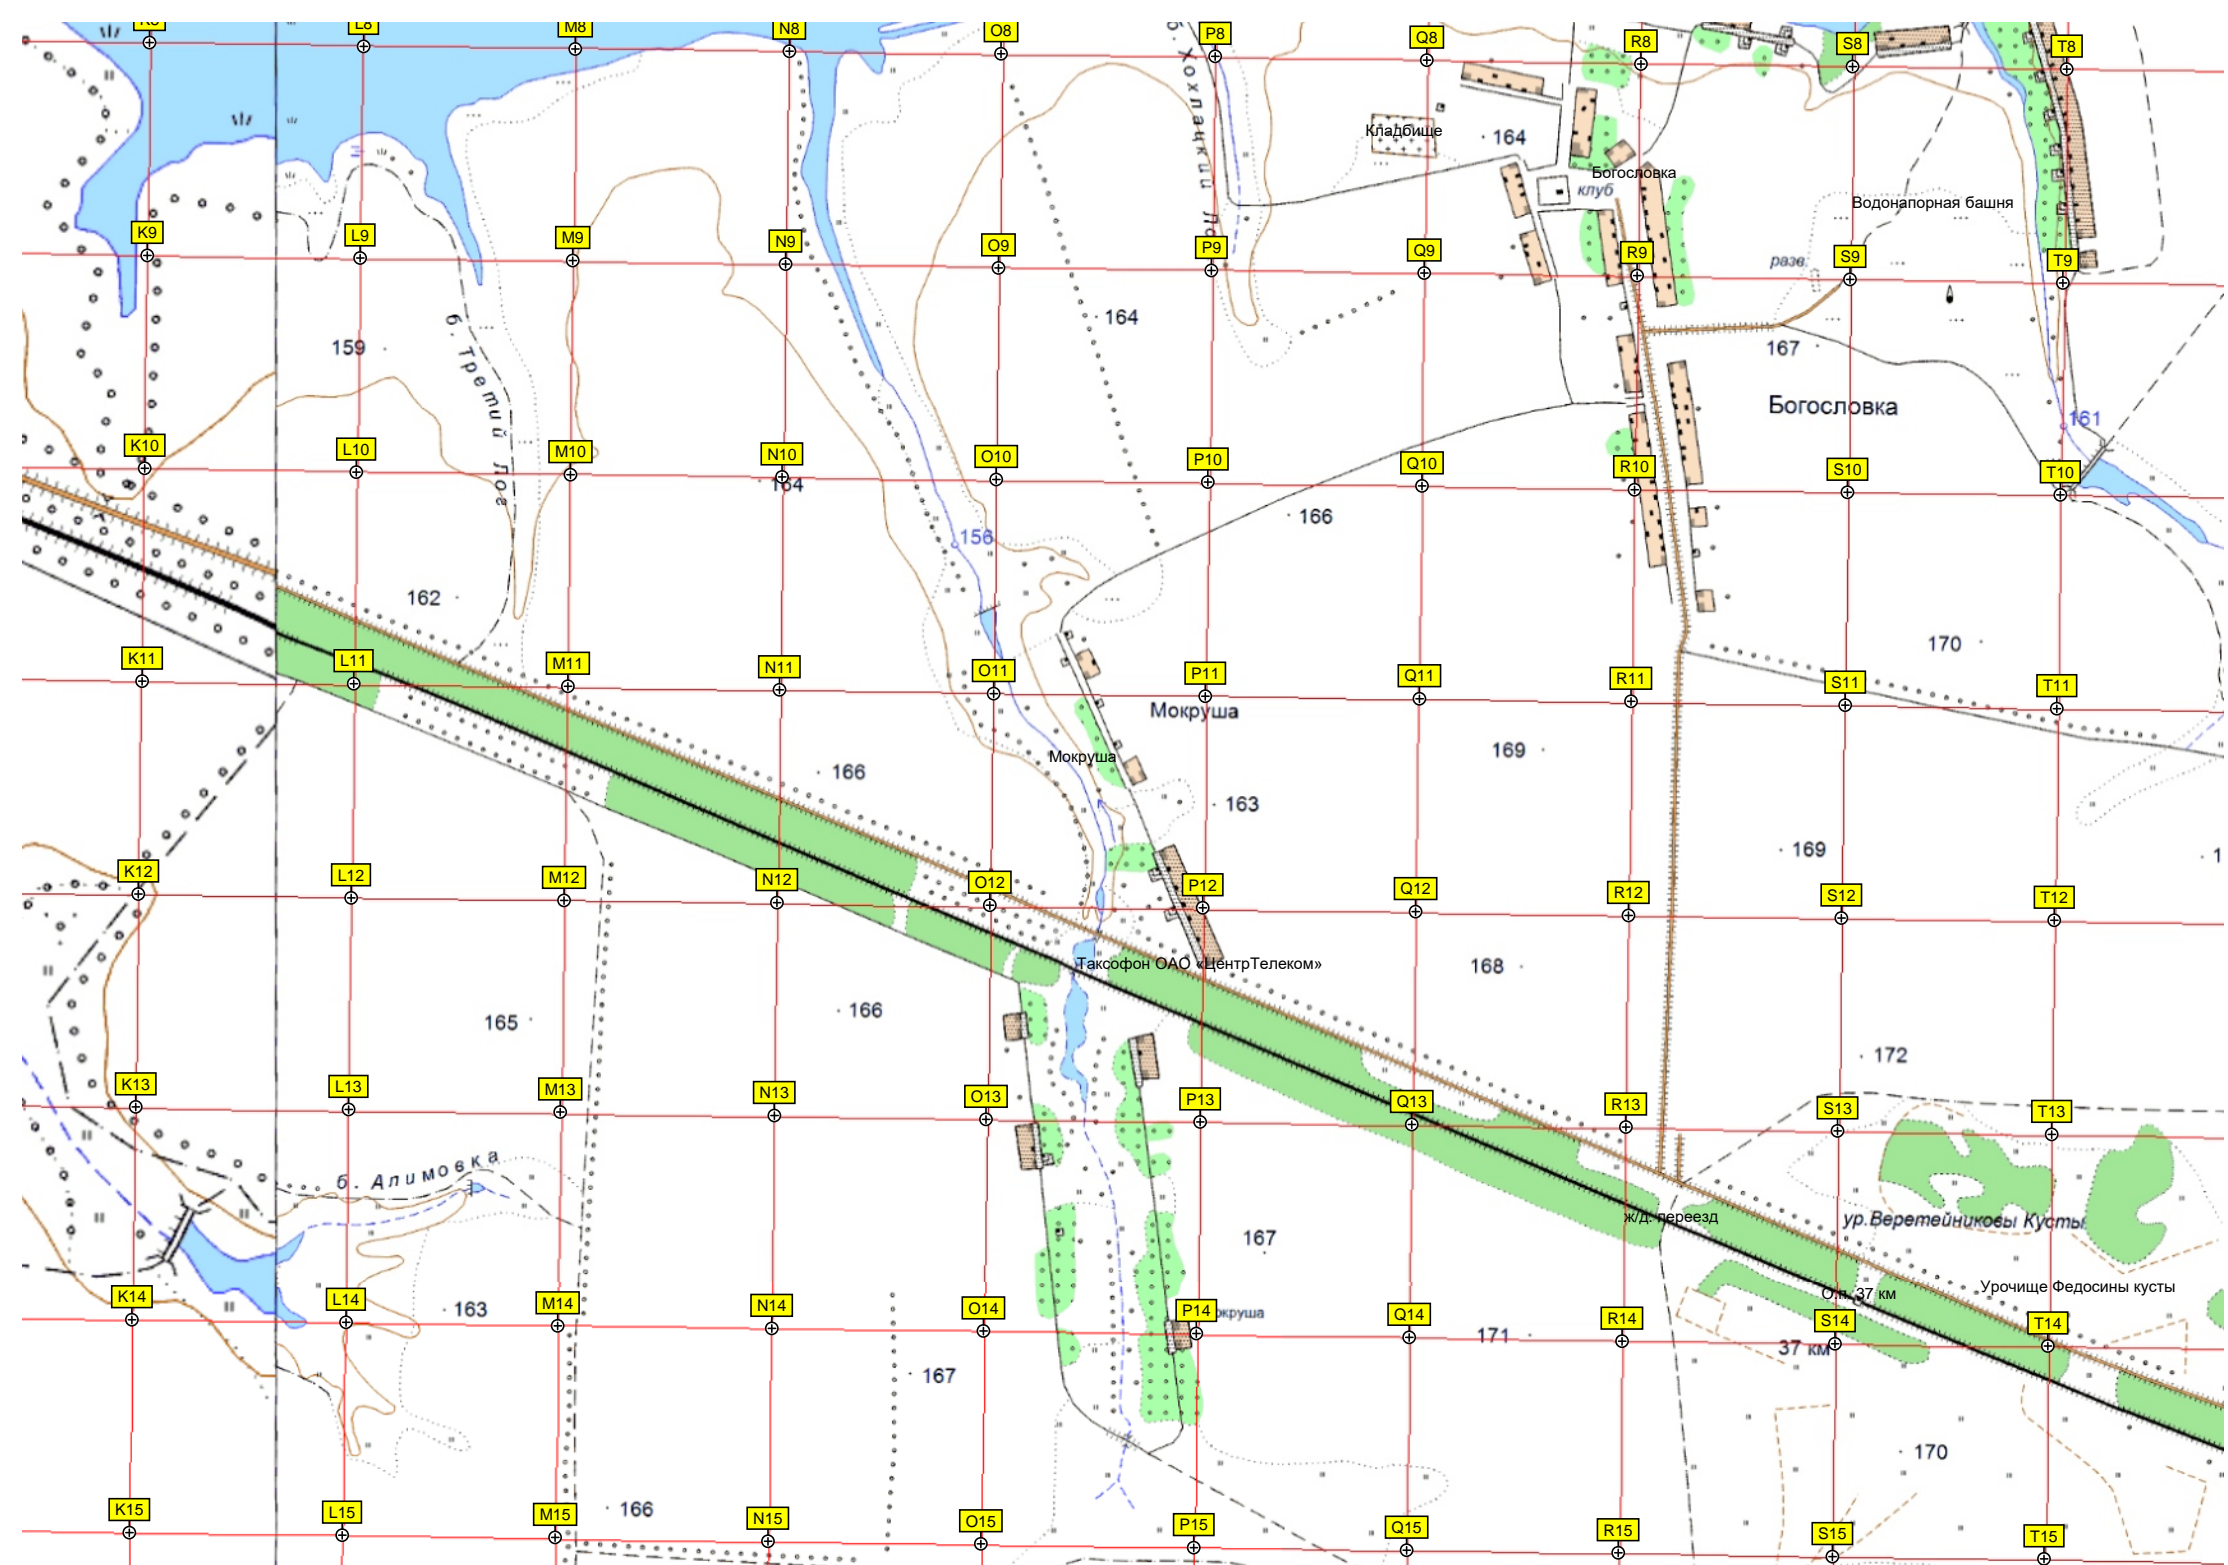 K8 L8 M8 N8 O8 P8 Q8 R8 S8 T8
б. Хохлацкий
Кладбище
164
Богословка
клуб
Водонапорная башня
K9 L9 M9 N9 O9 P9 Q9 R9 S9 T9
разв.
б. Третий Лог
159
164
167
Богословка
161
K10 L10 M10 N10 O10 P10 Q10 R10 S10 T10
164
166
156
162
170
K11 L11 M11 N11 O11 P11 Q11 R11 S11 T11
Мокруша
Мокруша
169
166
163
169
K12 L12 M12 N12 O12 P12 Q12 R12 S12 T12
Таксофон ОАО «ЦентрТелеком»
168
165
166
172
K13 L13 M13 N13 O13 P13 Q13 R13 S13 T13
б. Алимовка
ж/д. переезд
ур.Веретейниковы Кусты
167
Урочище Федосины кусты
О.п. 37 км
K14 L14 M14 N14 O14 P14 Q14 R14 S14 T14
163
171
37 км
167
170
166
K15 L15 M15 N15 O15 P15 Q15 R15 S15 T15